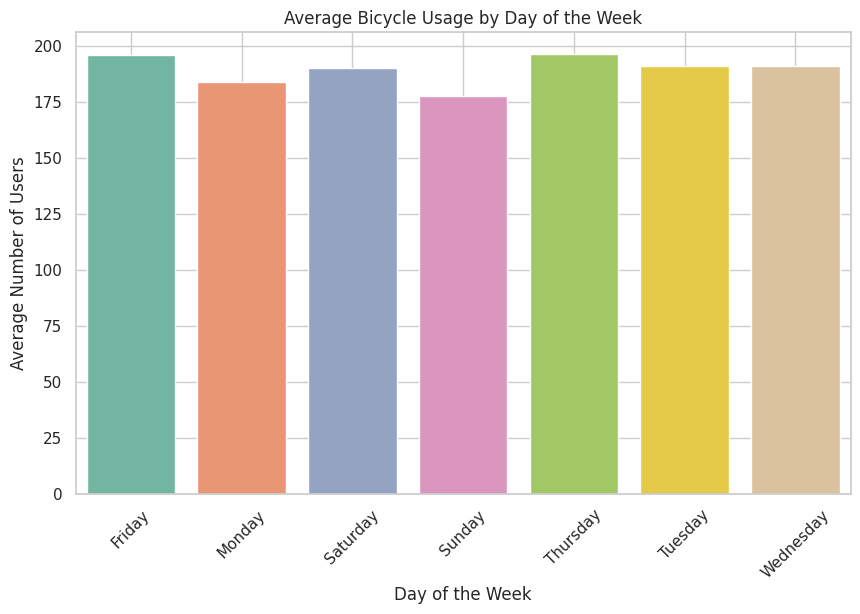 Average Bicycle Usage by Day of the Week
Average Number of Users
200
175
150
125
100
75
50
25
0
Friday
Monday
Saturday
Sunday
Thursday
Tuesday
Wednesday
Day of the Week